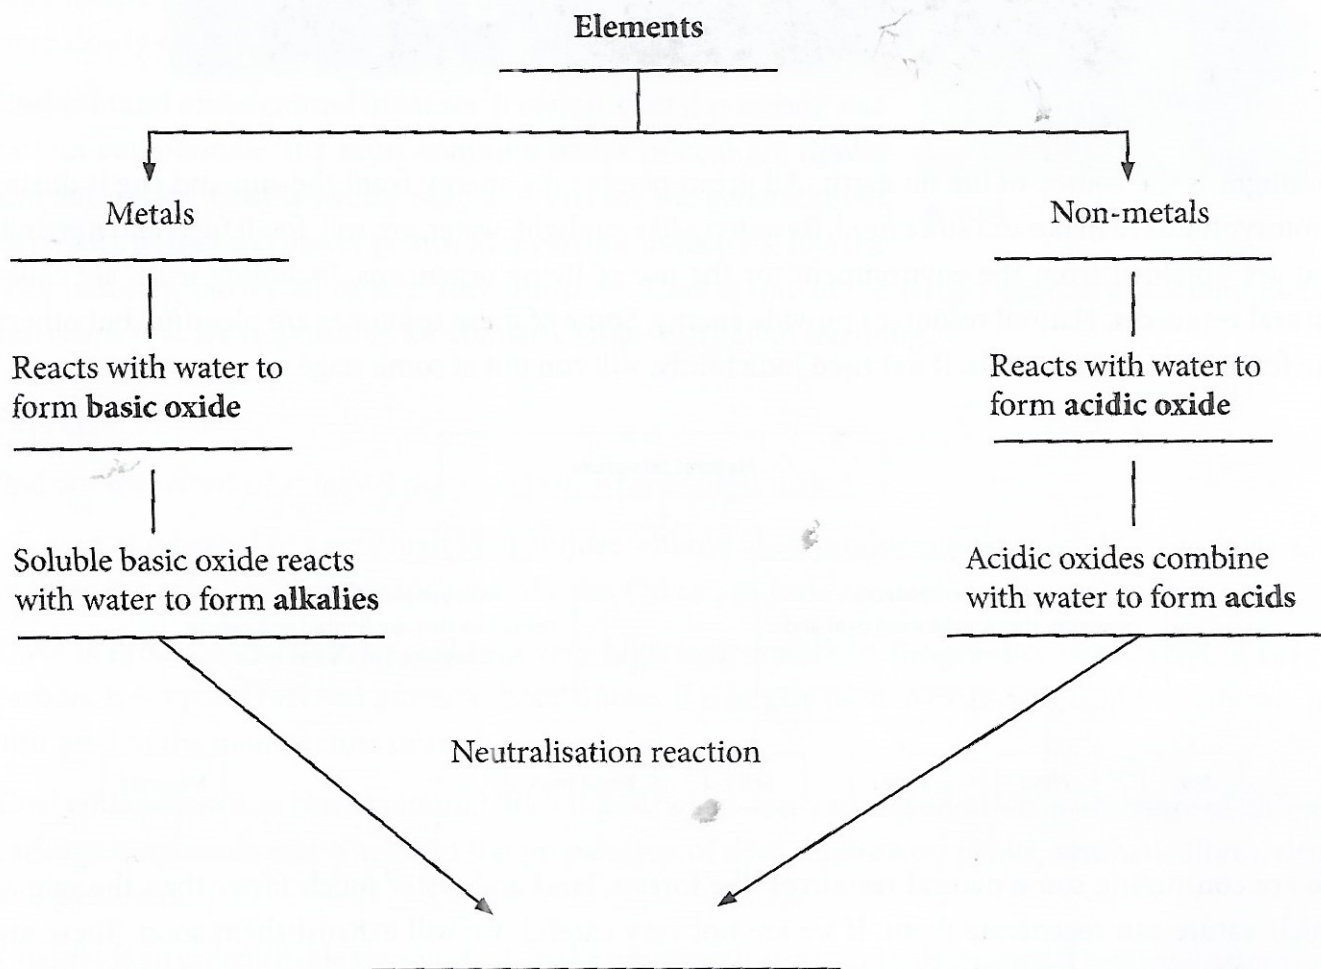 Elements
Metals
Non-metals
Reacts with water to
form basic oxide
Reacts with water to
form acidic oxide
Soluble basic oxide reacts
with water to form alkalies
Acidic oxides combine
with water to form acids
Neutralisation reaction